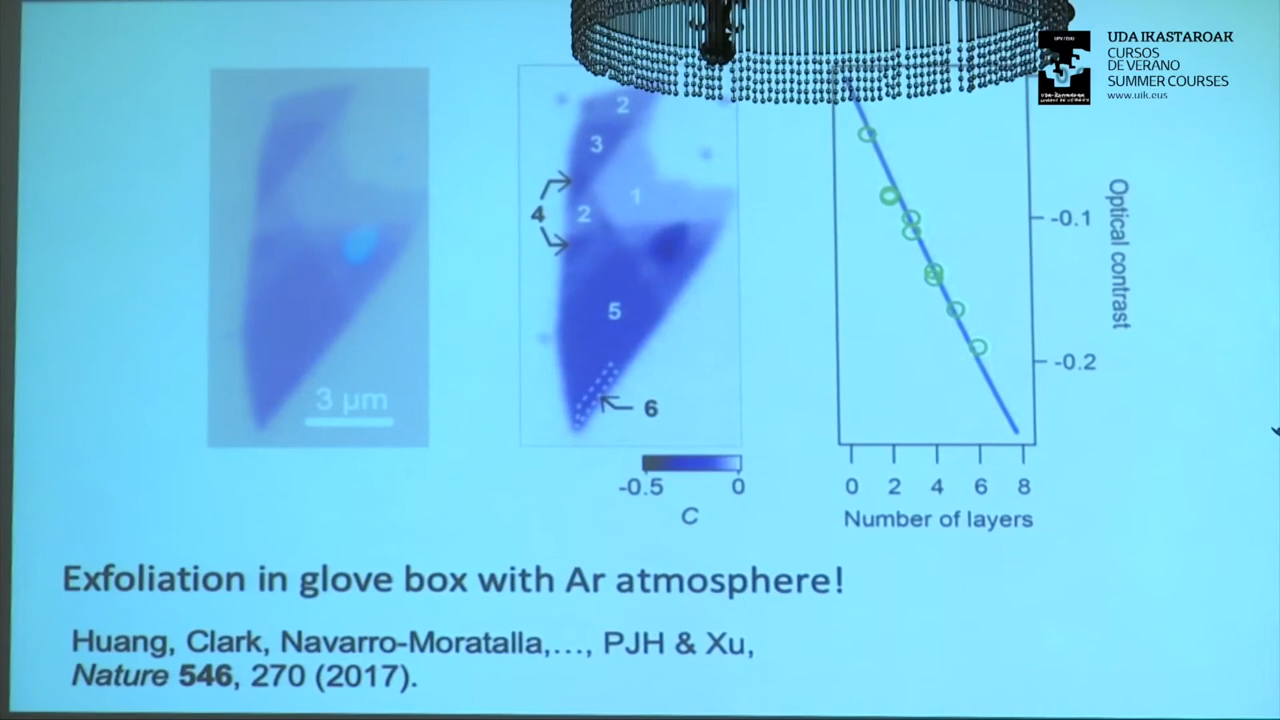 UDA IKASTAROAK
CURSOS
DE VERANO
SUMMER COURSES
www.uik.eus
UPV / EHU
2
3
1
4
2
5
6
3 µm
-0.5
0
C
-0.1
-0.2
Optical contrast
0 2 4 6 8
Number of layers
Exfoliation in glove box with Ar atmosphere!
Huang, Clark, Navarro-Moratalla,…, PJH & Xu,
Nature 546, 270 (2017).